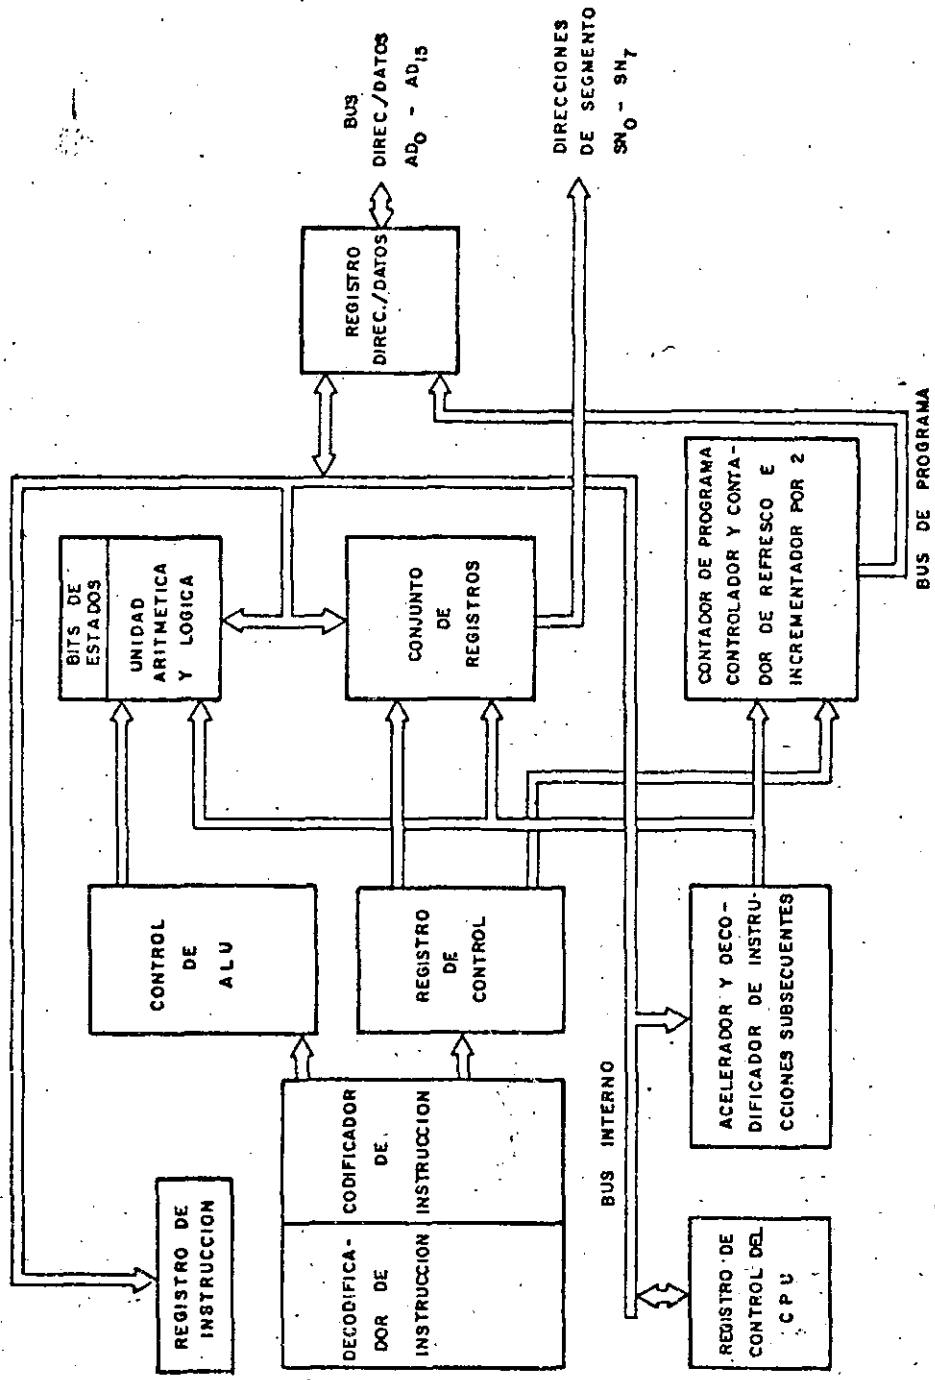 REGISTRO DE
INSTRUCCION
DECODIFICA-
DOR DE
INSTRUCCION
CODIFICADOR
DE
INSTRUCCION
CONTROL
DE
ALU
REGISTRO
DE
CONTROL
BITS DE
ESTADOS
UNIDAD
ARITMETICA
Y LOGICA
CONJUNTO
DE
REGISTROS
REGISTRO
DIREC./DATOS
BUS
DIREC./DATOS
AD0 - AD15
DIRECCIONES
DE SEGMENTO
SN0 - SN7
BUS INTERNO
REGISTRO DE
CONTROL DEL
CPU
ACELERADOR Y DECO-
DIFICADOR DE INSTRU-
CCIONES SUBSECUENTES
CONTADOR DE PROGRAMA
CONTROLADOR Y CONTA-
DOR DE REFRESCO E
INCREMENTADOR POR 2
BUS DE PROGRAMA